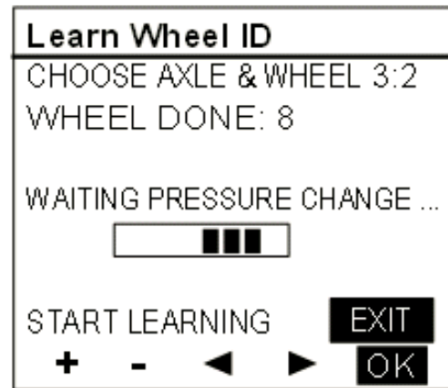 Learn Wheel ID
CHOOSE AXLE & WHEEL 3:2
WHEEL DONE: 8
WAITING PRESSURE CHANGE ...
START LEARNING EXIT
+ - ◄ ► OK